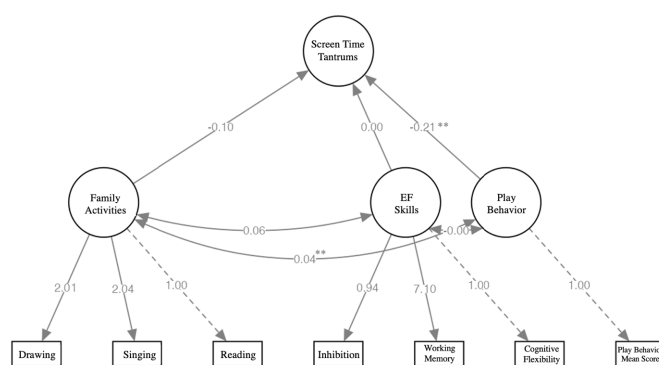 Screen Time
Tantrums
-0.10
0.00
-0.21**
Family
Activities
EF
Skills
Play
Behavior
0.06
-0.00
0.04**
2.01
2.04
1.00
0.94
7.10
1.00
1.00
Drawing
Singing
Reading
Inhibition
Working
Memory
Cognitive
Flexibility
Play Behavio
Mean Score